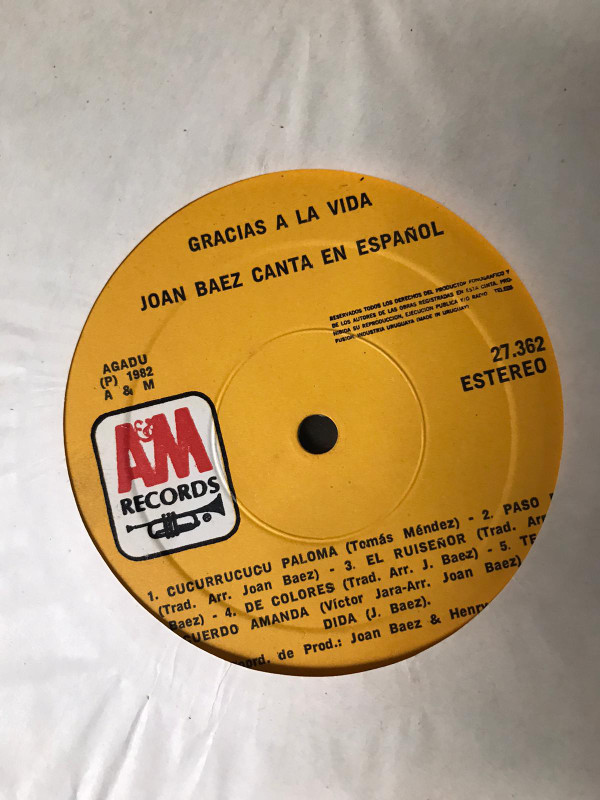 GRACIAS A LA VIDA
JOAN BAEZ CANTA EN ESPAÑOL
RESERVADOS TODOS LOS DERECHOS DEL PRODUCTOR FONOGRAFICO Y
DE LOS AUTORES DE LAS OBRAS REGISTRADAS EN ESTA CINTA. PRO-
HIBIDA SU REPRODUCCION, EJECUCION PUBLICA Y/O RADIO TELEDI
FUSION INDUSTRIA URUGUAYA (MADE IN URUGUAY)
AGADU
(P) 1982
A & M
27.362
ESTEREO
A&M
RECORDS
1. CUCURRUCUCU PALOMA (Tomás Méndez) - 2. PASO
(Trad. Arr. Joan Baez) - 3. EL RUISEÑOR (Trad. Arr.
Baez) - 4. DE COLORES (Trad. Arr. J. Baez) - 5. TE
CUERDO AMANDA (Víctor Jara-Arr. Joan Baez)
DIDA (J. Baez).
oord. de Prod.: Joan Baez & Henry